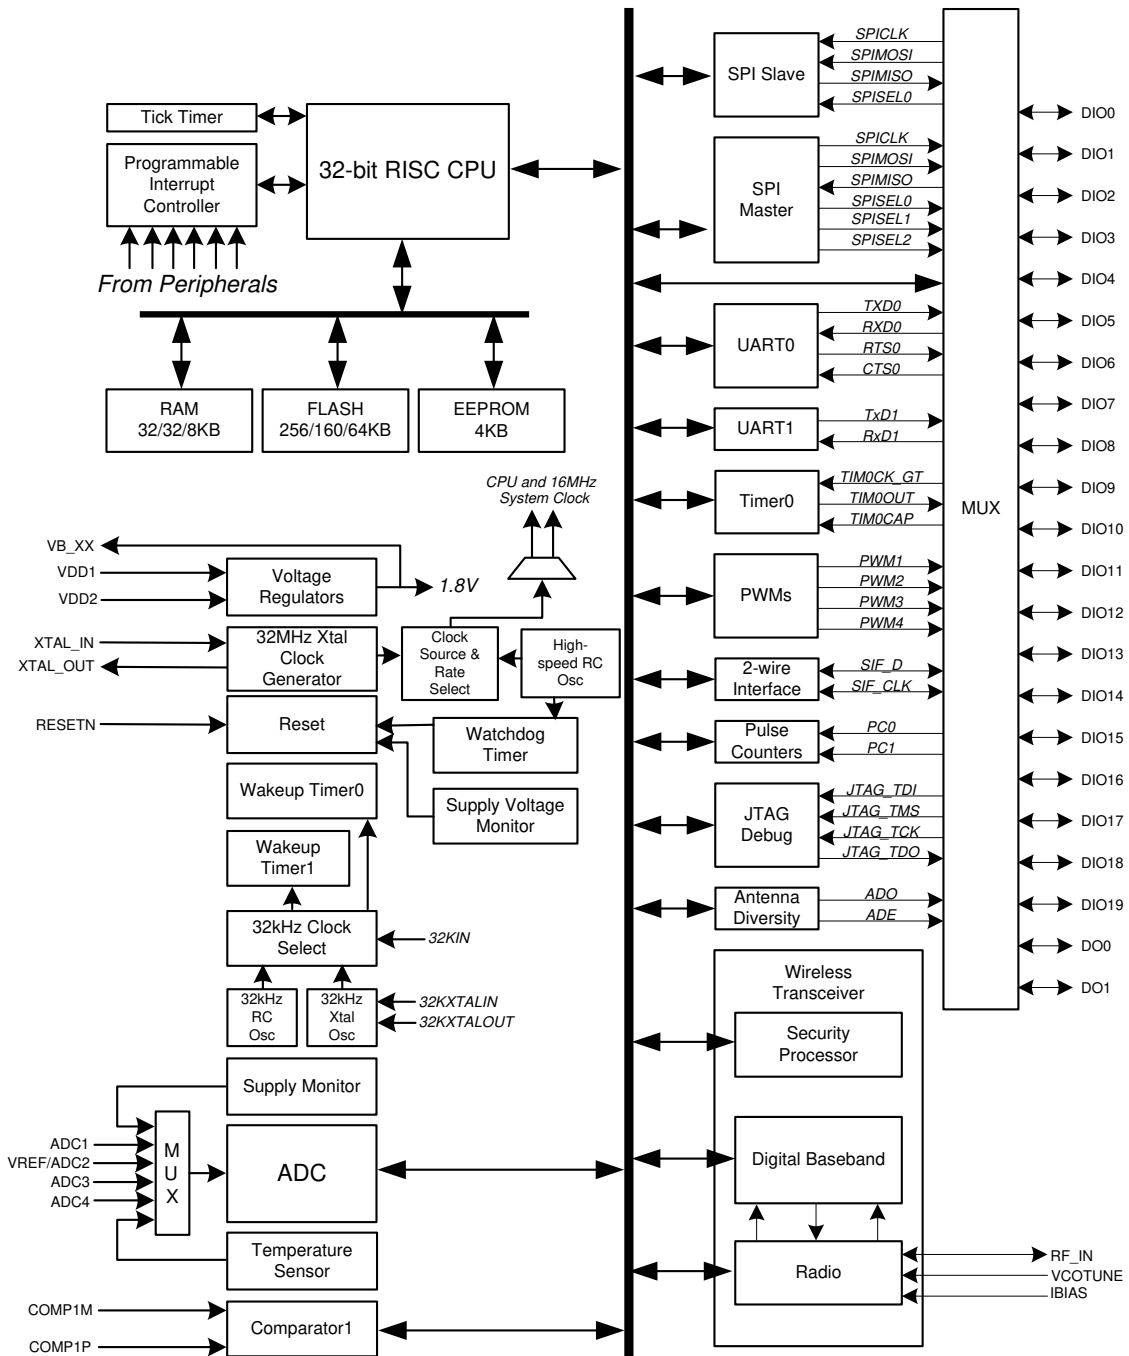 Tick Timer
Programmable
Interrupt
Controller
32-bit RISC CPU
From Peripherals
RAM
32/32/8KB
FLASH
256/160/64KB
EEPROM
4KB
CPU and 16MHz
System Clock
VB_XX
VDD1
VDD2
Voltage
Regulators
1.8V
XTAL_IN
XTAL_OUT
32MHz Xtal
Clock
Generator
Clock
Source &
Rate
Select
High-
speed RC
Osc
RESETN
Reset
Watchdog
Timer
Wakeup Timer0
Supply Voltage
Monitor
Wakeup
Timer1
32kHz Clock
Select
32KIN
32kHz
RC
Osc
32kHz
Xtal
Osc
32KXTALIN
32KXTALOUT
Supply Monitor
ADC1
VREF/ADC2
ADC3
ADC4
M
U
X
ADC
Temperature
Sensor
COMP1M
COMP1P
Comparator1
SPI Slave
SPICLK
SPIMOSI
SPIMISO
SPISEL0
SPI
Master
SPICLK
SPIMOSI
SPIMISO
SPISEL0
SPISEL1
SPISEL2
UART0
TXD0
RXD0
RTS0
CTS0
UART1
TxD1
RxD1
Timer0
TIM0CK_GT
TIM0OUT
TIM0CAP
PWMs
PWM1
PWM2
PWM3
PWM4
2-wire
Interface
SIF_D
SIF_CLK
Pulse
Counters
PC0
PC1
JTAG
Debug
JTAG_TDI
JTAG_TMS
JTAG_TCK
JTAG_TDO
Antenna
Diversity
ADO
ADE
Wireless
Transceiver
Security
Processor
Digital Baseband
Radio
RF_IN
VCOTUNE
IBIAS
MUX
DIO0
DIO1
DIO2
DIO3
DIO4
DIO5
DIO6
DIO7
DIO8
DIO9
DIO10
DIO11
DIO12
DIO13
DIO14
DIO15
DIO16
DIO17
DIO18
DIO19
DO0
DO1